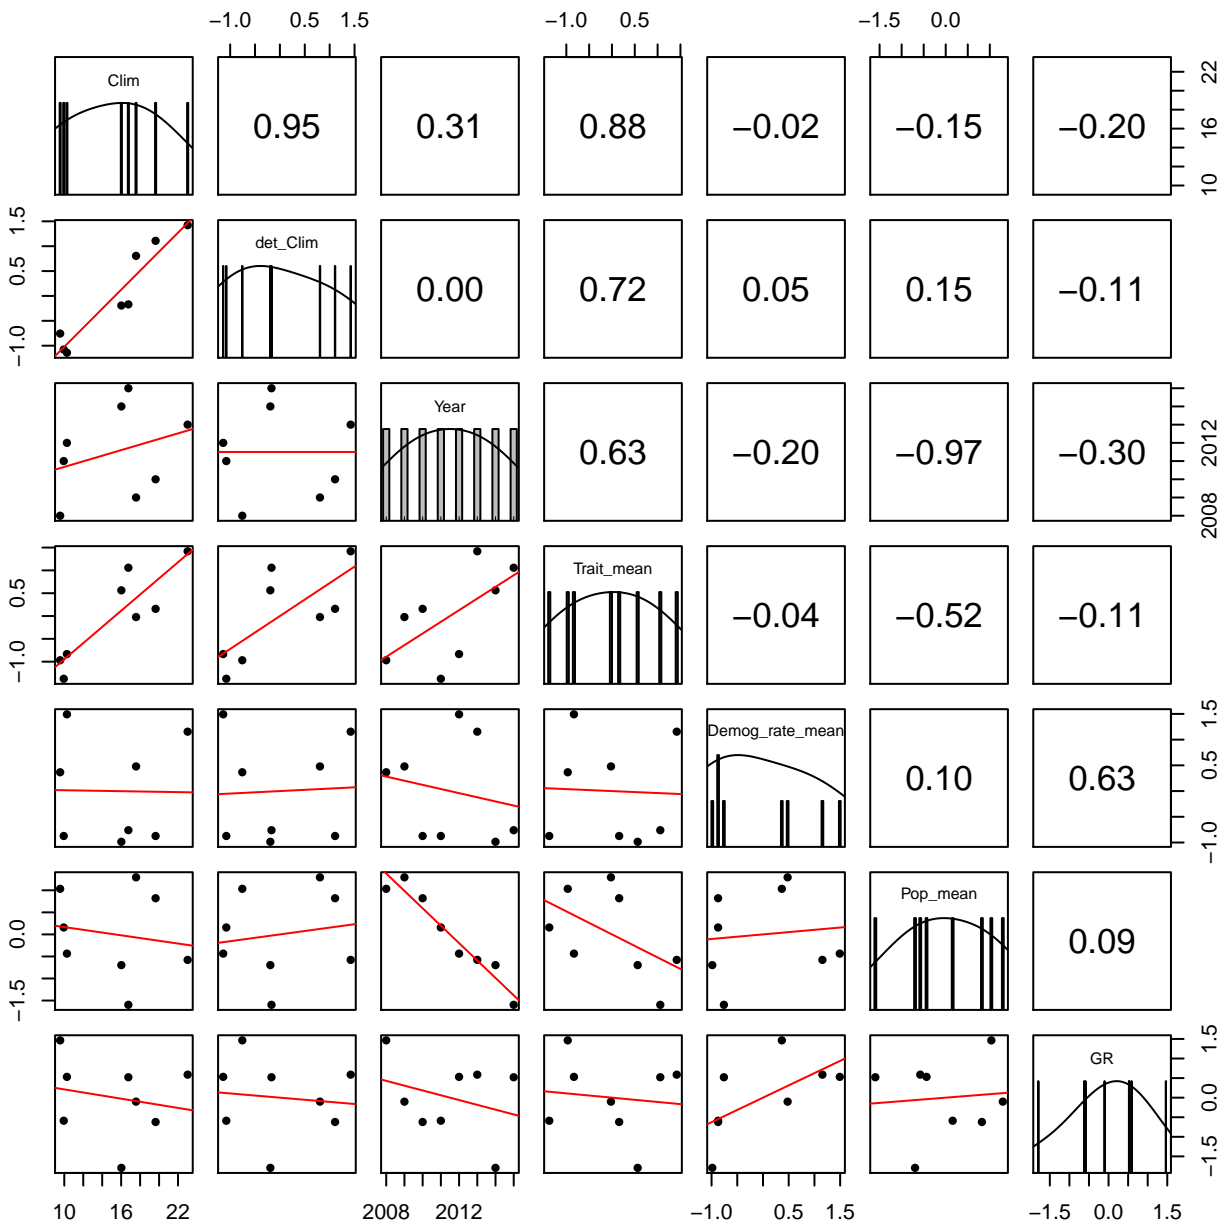 −1.0 0.5 1.5 −1.0 0.5 −1.5 0.0
Clim 0.95 0.31 0.88 −0.02 −0.15 −0.20 10 16 22
−1.0 0.5 1.5 det_Clim 0.00 0.72 0.05 0.15 −0.11
Year 0.63 −0.20 −0.97 −0.30 2008 2012
−1.0 0.5 Trait_mean −0.04 −0.52 −0.11
Demog_rate_mean 0.10 0.63 −1.0 0.5 1.5
−1.5 0.0 Pop_mean 0.09
GR −1.5 0.0 1.5
10 16 22 2008 2012 −1.0 0.5 1.5 −1.5 0.0 1.5